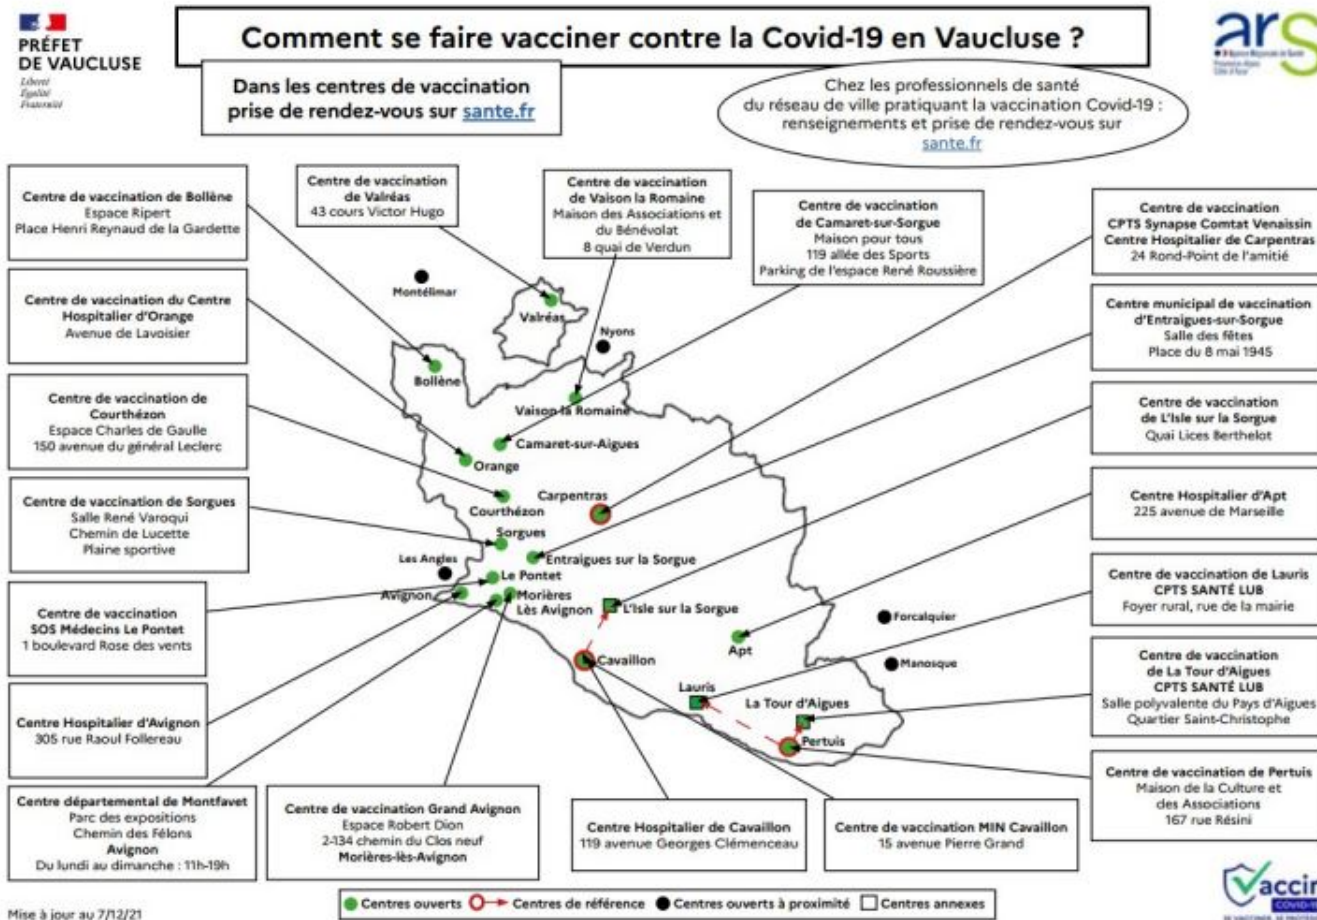 PRÉFET
DE VAUCLUSE
Liberté
Égalité
Fraternité
Comment se faire vacciner contre la Covid-19 en Vaucluse ?
ars
Dans les centres de vaccination
prise de rendez-vous sur sante.fr
Chez les professionnels de santé
du réseau de ville pratiquant la vaccination Covid-19 :
renseignements et prise de rendez-vous sur
sante.fr
Centre de vaccination de Bollène
Espace Ripert
Place Henri Reynaud de la Gardette
Centre de vaccination
de Valréas
43 cours Victor Hugo
Centre de vaccination
de Vaison la Romaine
Maison des Associations et
du Bénévolat
8 quai de Verdun
Centre de vaccination
de Camaret-sur-Sorgue
Maison pour tous
119 allée des Sports
Parking de l'espace René Roussière
Centre de vaccination
CPTS Synapse Comtat Venaissin
Centre Hospitalier de Carpentras
24 Rond-Point de l'amitié
Centre de vaccination du Centre
Hospitalier d'Orange
Avenue de Lavoisier
Centre municipal de vaccination
d'Entraigues-sur-Sorgue
Salle des fêtes
Place du 8 mai 1945
Centre de vaccination de
Courthézon
Espace Charles de Gaulle
150 avenue du général Leclerc
Centre de vaccination
de L'Isle sur la Sorgue
Quai Lices Berthelot
Centre de vaccination de Sorgues
Salle René Varoqui
Chemin de Lucette
Plaine sportive
Centre Hospitalier d'Apt
225 avenue de Marseille
Centre de vaccination
SOS Médecins Le Pontet
1 boulevard Rose des vents
Centre de vaccination de Lauris
CPTS SANTÉ LUB
Foyer rural, rue de la mairie
Centre de vaccination
de La Tour d'Aigues
CPTS SANTÉ LUB
Salle polyvalente du Pays d'Aigues
Quartier Saint-Christophe
Centre Hospitalier d'Avignon
305 rue Raoul Follereau
Centre de vaccination de Pertuis
Maison de la Culture et
des Associations
167 rue Résini
Centre départemental de Montfavet
Parc des expositions
Chemin des Félons
Avignon
Du lundi au dimanche : 11h-19h
Centre de vaccination Grand Avignon
Espace Robert Dion
2-134 chemin du Clos neuf
Morières-lès-Avignon
Centre Hospitalier de Cavaillon
119 avenue Georges Clémenceau
Centre de vaccination MIN Cavaillon
15 avenue Pierre Grand
Montélimar
Valréas
Nyons
Bollène
Vaison la Romaine
Camaret-sur-Aigues
Orange
Carpentras
Courthézon
Sorgues
Entraigues sur la Sorgue
Les Angles
Le Pontet
Avignon
Morières
Lès Avignon
L'Isle sur la Sorgue
Forcalquier
Apt
Cavaillon
Manosque
Lauris
La Tour d'Aigues
Pertuis
Centres ouverts
Centres de référence
Centres ouverts à proximité
Centres annexes
Mise à jour au 7/12/21
Vaccin
COVID-19